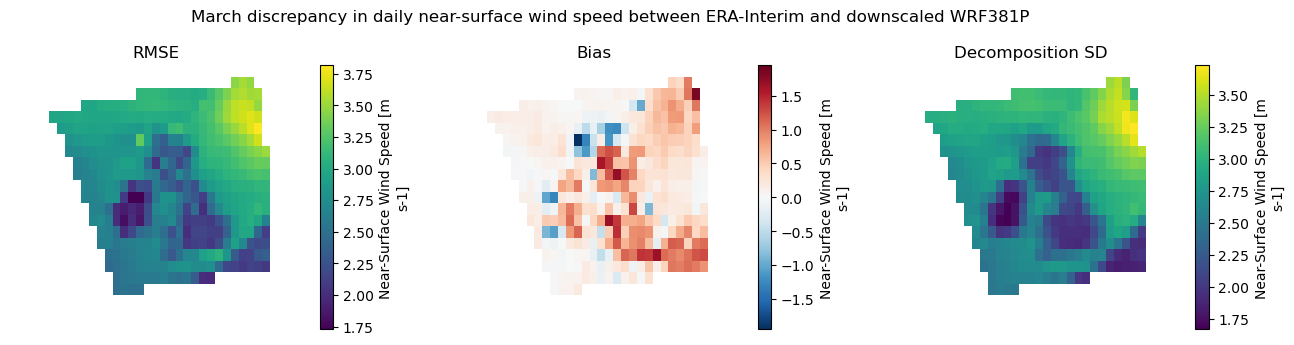 March discrepancy in daily near-surface wind speed between ERA-Interim and downscaled WRF381P
RMSE
3.75
3.50
3.25
3.00
2.75
2.50
2.25
2.00
1.75
Near-Surface Wind Speed [m
s-1]
Bias
1.5
1.0
0.5
0.0
−0.5
−1.0
−1.5
Near-Surface Wind Speed [m
s-1]
Decomposition SD
3.50
3.25
3.00
2.75
2.50
2.25
2.00
1.75
Near-Surface Wind Speed [m
s-1]